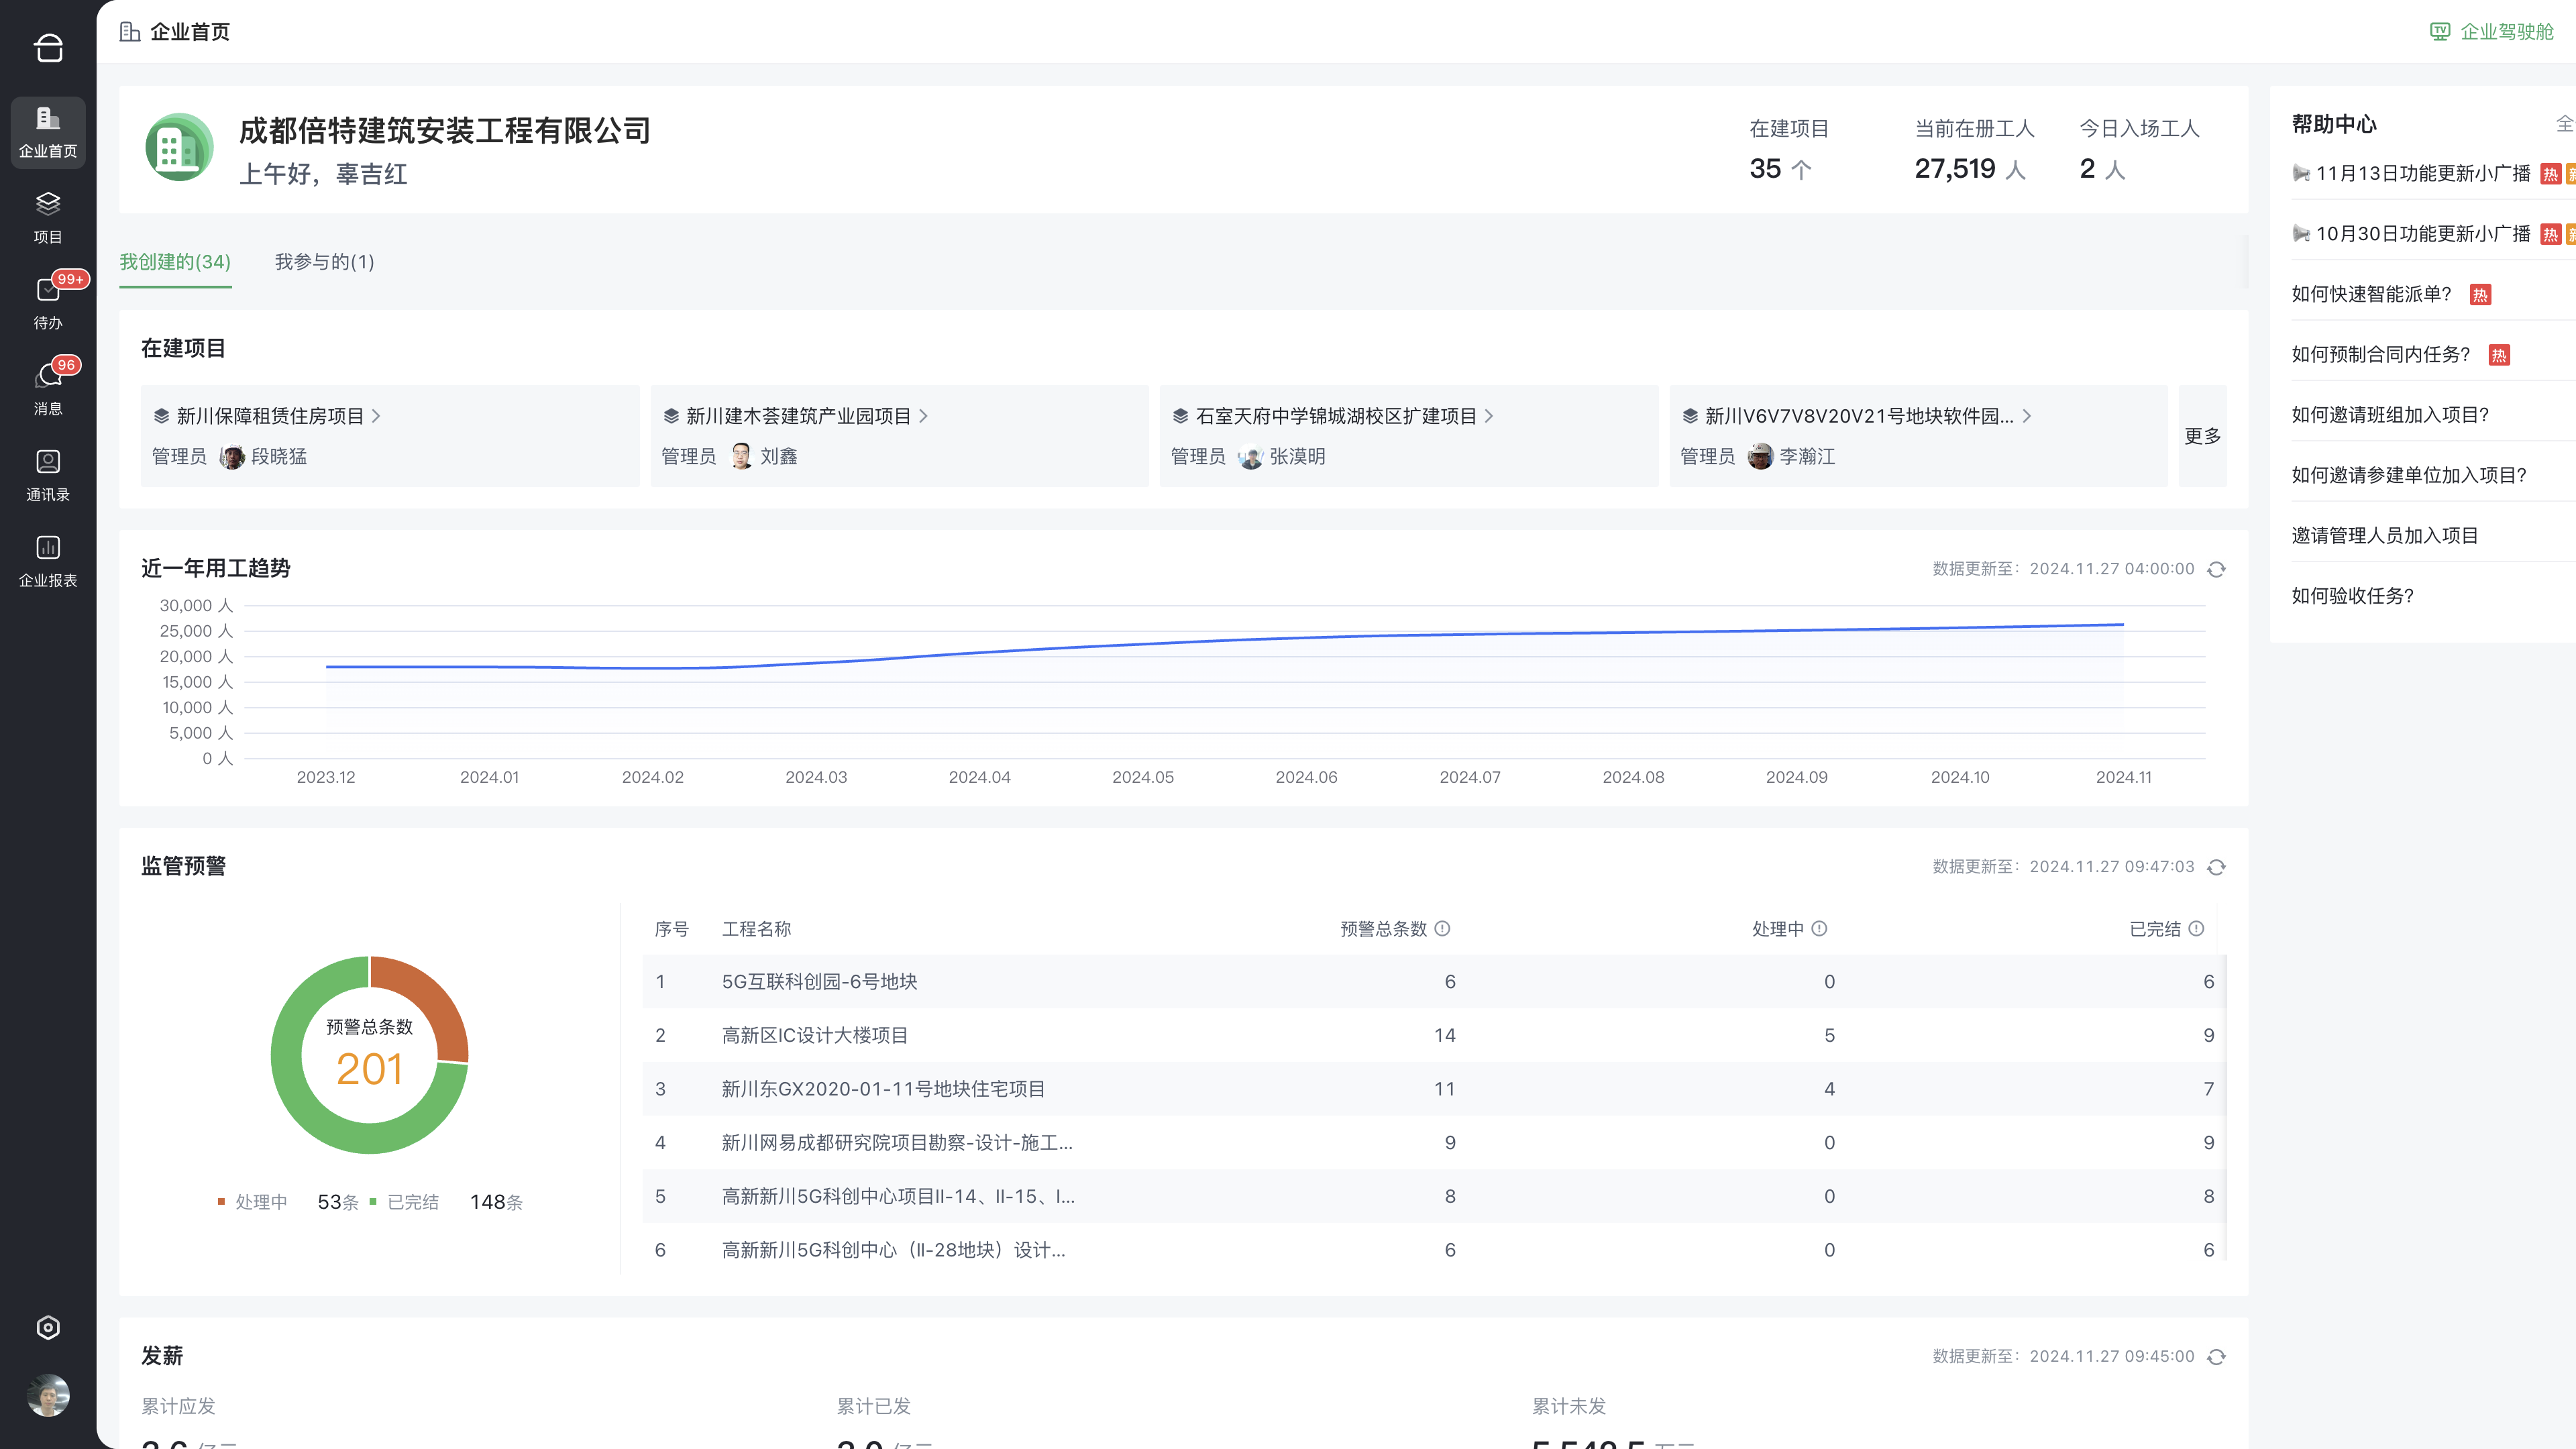 企业首页
企业驾驶舱
企业首页
项目
99+
待办
96
消息
通讯录
企业报表
成都倍特建筑安装工程有限公司
上午好，辜吉红
在建项目
35 个
当前在册工人
27,519 人
今日入场工人
2 人
我创建的(34)
我参与的(1)
在建项目
新川保障租赁住房项目
管理员 段晓猛
新川建木荟建筑产业园项目
管理员 刘鑫
石室天府中学锦城湖校区扩建项目
管理员 张漠明
新川V6V7V8V20V21号地块软件园...
管理员 李瀚江
更多
近一年用工趋势
数据更新至：2024.11.27 04:00:00
30,000 人
25,000 人
20,000 人
15,000 人
10,000 人
5,000 人
0 人
2023.12 2024.01 2024.02 2024.03 2024.04 2024.05 2024.06 2024.07 2024.08 2024.09 2024.10 2024.11
监管预警
数据更新至：2024.11.27 09:47:03
预警总条数
201
处理中 53条 已完结 148条
序号 工程名称 预警总条数 处理中 已完结
1 5G互联科创园-6号地块 6 0 6
2 高新区IC设计大楼项目 14 5 9
3 新川东GX2020-01-11号地块住宅项目 11 4 7
4 新川网易成都研究院项目勘察-设计-施工... 9 0 9
5 高新新川5G科创中心项目II-14、II-15、I... 8 0 8
6 高新新川5G科创中心（II-28地块）设计... 6 0 6
发薪
数据更新至：2024.11.27 09:45:00
累计应发
累计已发
累计未发
帮助中心
全
11月13日功能更新小广播 热
10月30日功能更新小广播 热
如何快速智能派单? 热
如何预制合同内任务? 热
如何邀请班组加入项目?
如何邀请参建单位加入项目?
邀请管理人员加入项目
如何验收任务?